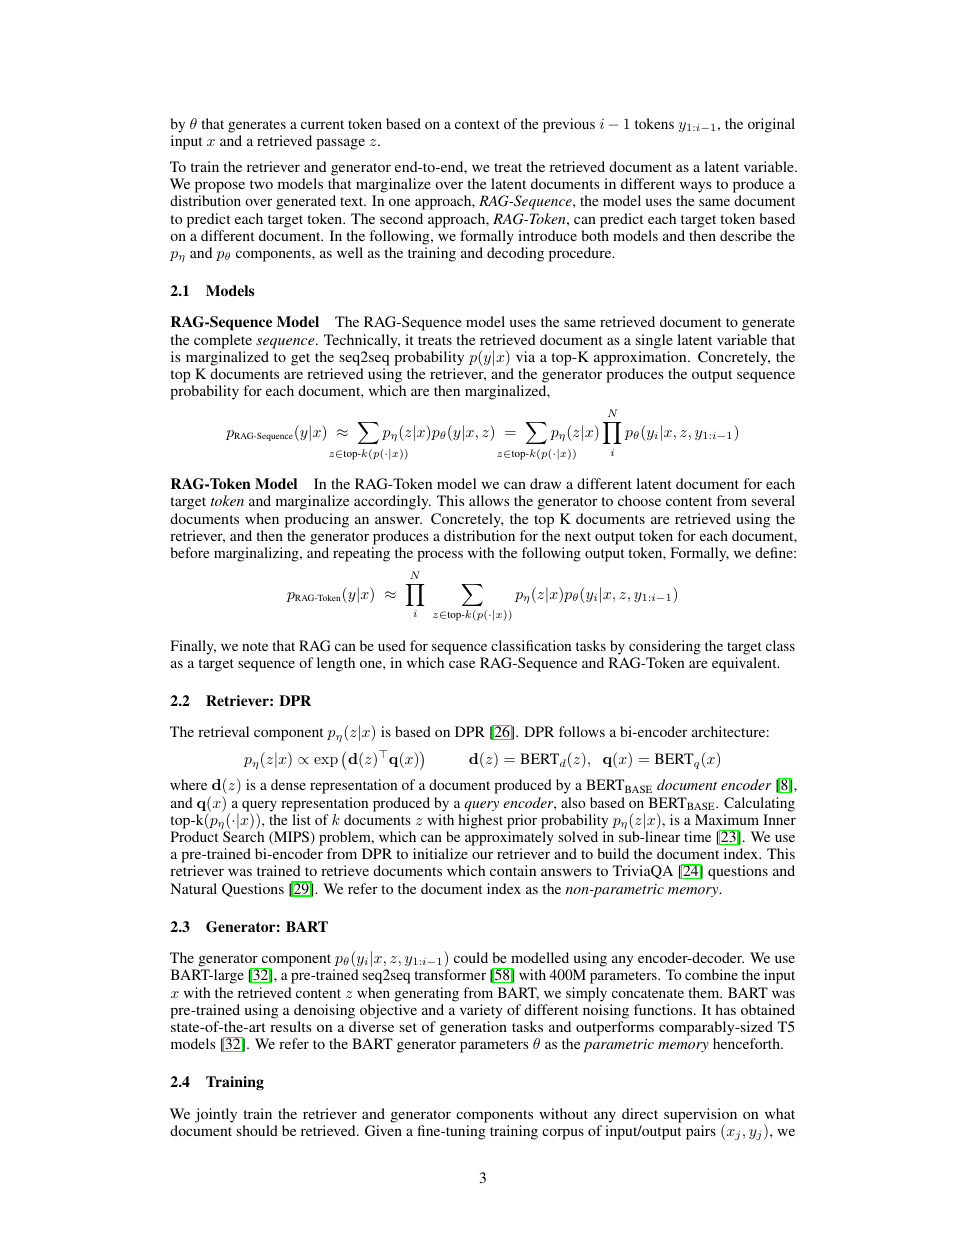 by θ that generates a current token based on a context of the previous i − 1 tokens y1:i−1, the original
input x and a retrieved passage z.
To train the retriever and generator end-to-end, we treat the retrieved document as a latent variable.
We propose two models that marginalize over the latent documents in different ways to produce a
distribution over generated text. In one approach, RAG-Sequence, the model uses the same document
to predict each target token. The second approach, RAG-Token, can predict each target token based
on a different document. In the following, we formally introduce both models and then describe the
pη and pθ components, as well as the training and decoding procedure.
2.1 Models
RAG-Sequence Model The RAG-Sequence model uses the same retrieved document to generate
the complete sequence. Technically, it treats the retrieved document as a single latent variable that
is marginalized to get the seq2seq probability p(y|x) via a top-K approximation. Concretely, the
top K documents are retrieved using the retriever, and the generator produces the output sequence
probability for each document, which are then marginalized,
pRAG-Sequence(y|x) ≈ ∑z∈top-k(p(·|x)) pη(z|x)pθ(y|x, z) = ∑z∈top-k(p(·|x)) pη(z|x) ∏i^N pθ(yi|x, z, y1:i−1)
RAG-Token Model In the RAG-Token model we can draw a different latent document for each
target token and marginalize accordingly. This allows the generator to choose content from several
documents when producing an answer. Concretely, the top K documents are retrieved using the
retriever, and then the generator produces a distribution for the next output token for each document,
before marginalizing, and repeating the process with the following output token, Formally, we define:
pRAG-Token(y|x) ≈ ∏i^N ∑z∈top-k(p(·|x)) pη(z|x)pθ(yi|x, z, y1:i−1)
Finally, we note that RAG can be used for sequence classification tasks by considering the target class
as a target sequence of length one, in which case RAG-Sequence and RAG-Token are equivalent.
2.2 Retriever: DPR
The retrieval component pη(z|x) is based on DPR [26]. DPR follows a bi-encoder architecture:
pη(z|x) ∝ exp (d(z)⊤q(x)) d(z) = BERTd(z), q(x) = BERTq(x)
where d(z) is a dense representation of a document produced by a BERTBASE document encoder [8],
and q(x) a query representation produced by a query encoder, also based on BERTBASE. Calculating
top-k(pη(·|x)), the list of k documents z with highest prior probability pη(z|x), is a Maximum Inner
Product Search (MIPS) problem, which can be approximately solved in sub-linear time [23]. We use
a pre-trained bi-encoder from DPR to initialize our retriever and to build the document index. This
retriever was trained to retrieve documents which contain answers to TriviaQA [24] questions and
Natural Questions [29]. We refer to the document index as the non-parametric memory.
2.3 Generator: BART
The generator component pθ(yi|x, z, y1:i−1) could be modelled using any encoder-decoder. We use
BART-large [32], a pre-trained seq2seq transformer [58] with 400M parameters. To combine the input
x with the retrieved content z when generating from BART, we simply concatenate them. BART was
pre-trained using a denoising objective and a variety of different noising functions. It has obtained
state-of-the-art results on a diverse set of generation tasks and outperforms comparably-sized T5
models [32]. We refer to the BART generator parameters θ as the parametric memory henceforth.
2.4 Training
We jointly train the retriever and generator components without any direct supervision on what
document should be retrieved. Given a fine-tuning training corpus of input/output pairs (xj, yj), we
3